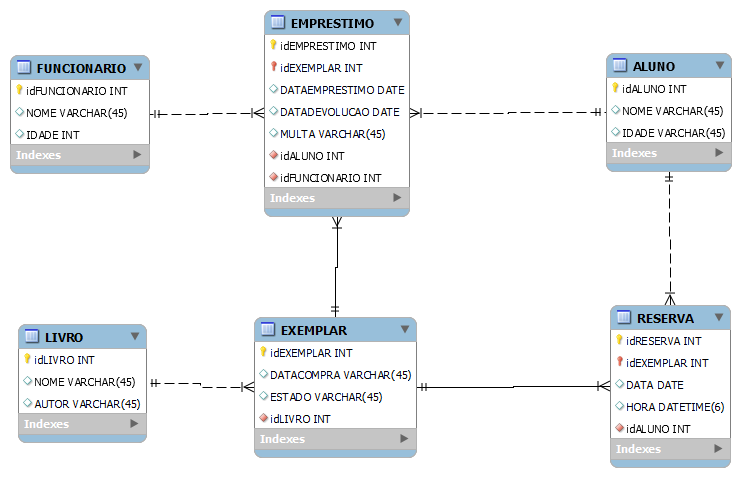 EMPRESTIMO
idEMPRESTIMO INT
idEXEMPLAR INT
DATAEMPRESTIMO DATE
DATADEVOLUCAO DATE
MULTA VARCHAR(45)
idALUNO INT
idFUNCIONARIO INT
Indexes
FUNCIONARIO
idFUNCIONARIO INT
NOME VARCHAR(45)
IDADE INT
Indexes
ALUNO
idALUNO INT
NOME VARCHAR(45)
IDADE VARCHAR(45)
Indexes
LIVRO
idLIVRO INT
NOME VARCHAR(45)
AUTOR VARCHAR(45)
Indexes
EXEMPLAR
idEXEMPLAR INT
DATACOMPRA VARCHAR(45)
ESTADO VARCHAR(45)
idLIVRO INT
Indexes
RESERVA
idRESERVA INT
idEXEMPLAR INT
DATA DATE
HORA DATETIME(6)
idALUNO INT
Indexes